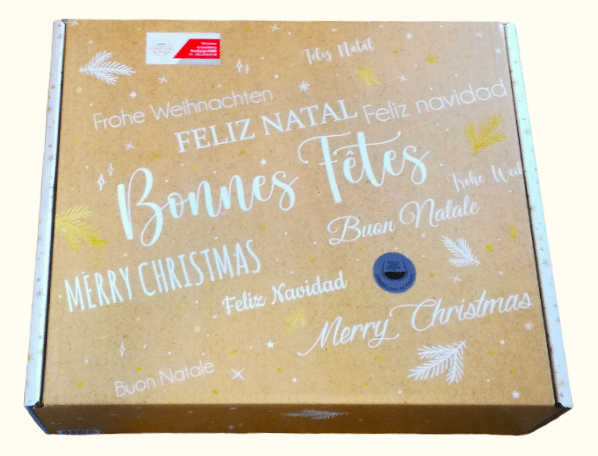 Feliz Natal
Frohe Weihnachten
FELIZ NATAL
Feliz navidad
Bonnes Fêtes
Frohe Wei
Buon Natale
MERRY CHRISTMAS
Feliz Navidad
Merry Christmas
Buon Natale